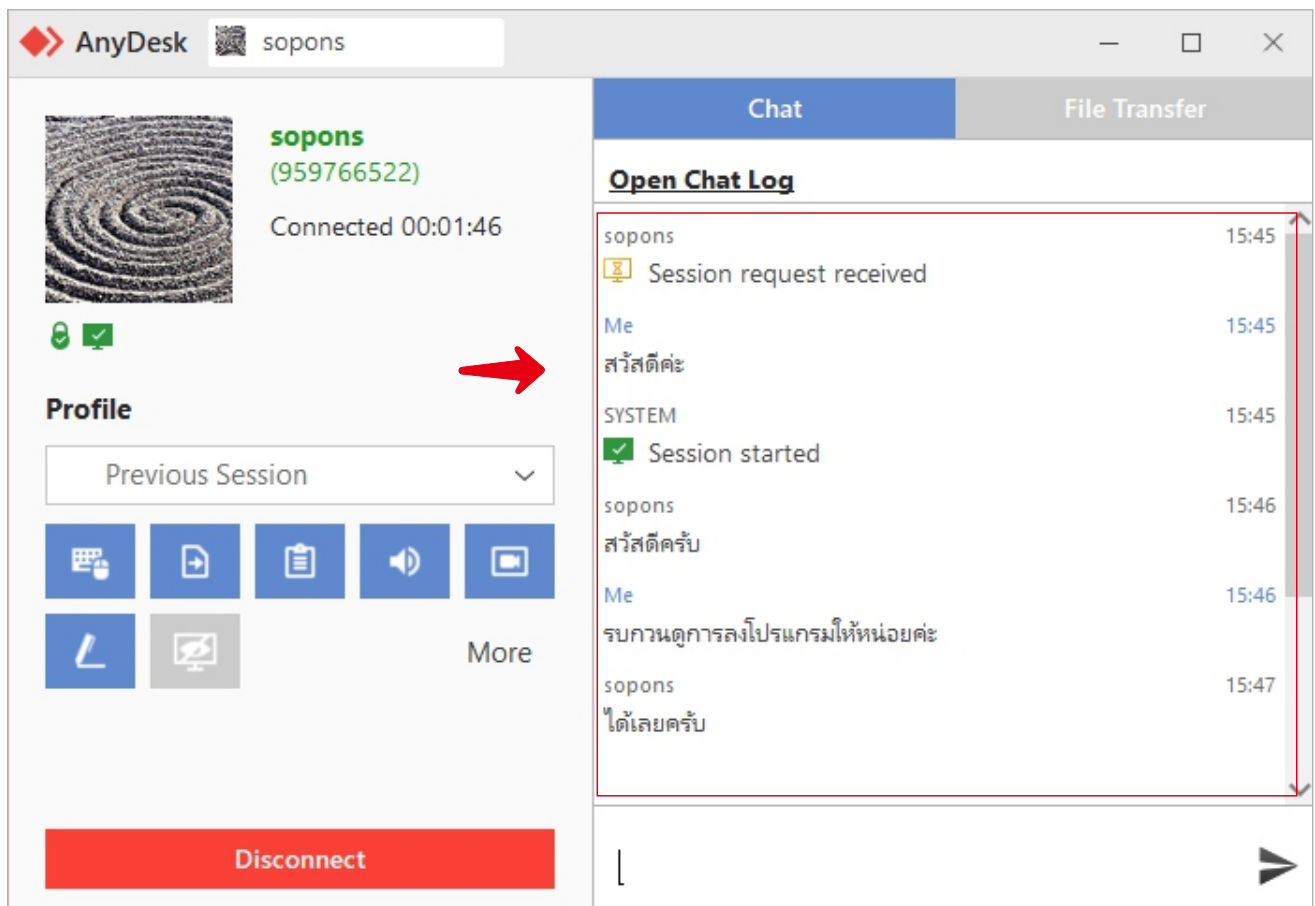 AnyDesk
sopons
sopons
(959766522)
Connected 00:01:46
Profile
Previous Session
More
Disconnect
Chat
File Transfer
Open Chat Log
sopons 15:45
Session request received
Me 15:45
สวัสดีค่ะ
SYSTEM 15:45
Session started
sopons 15:46
สวัสดีครับ
Me 15:46
รบกวนดูการลงโปรแกรมให้หน่อยค่ะ
sopons 15:47
ได้เลยครับ